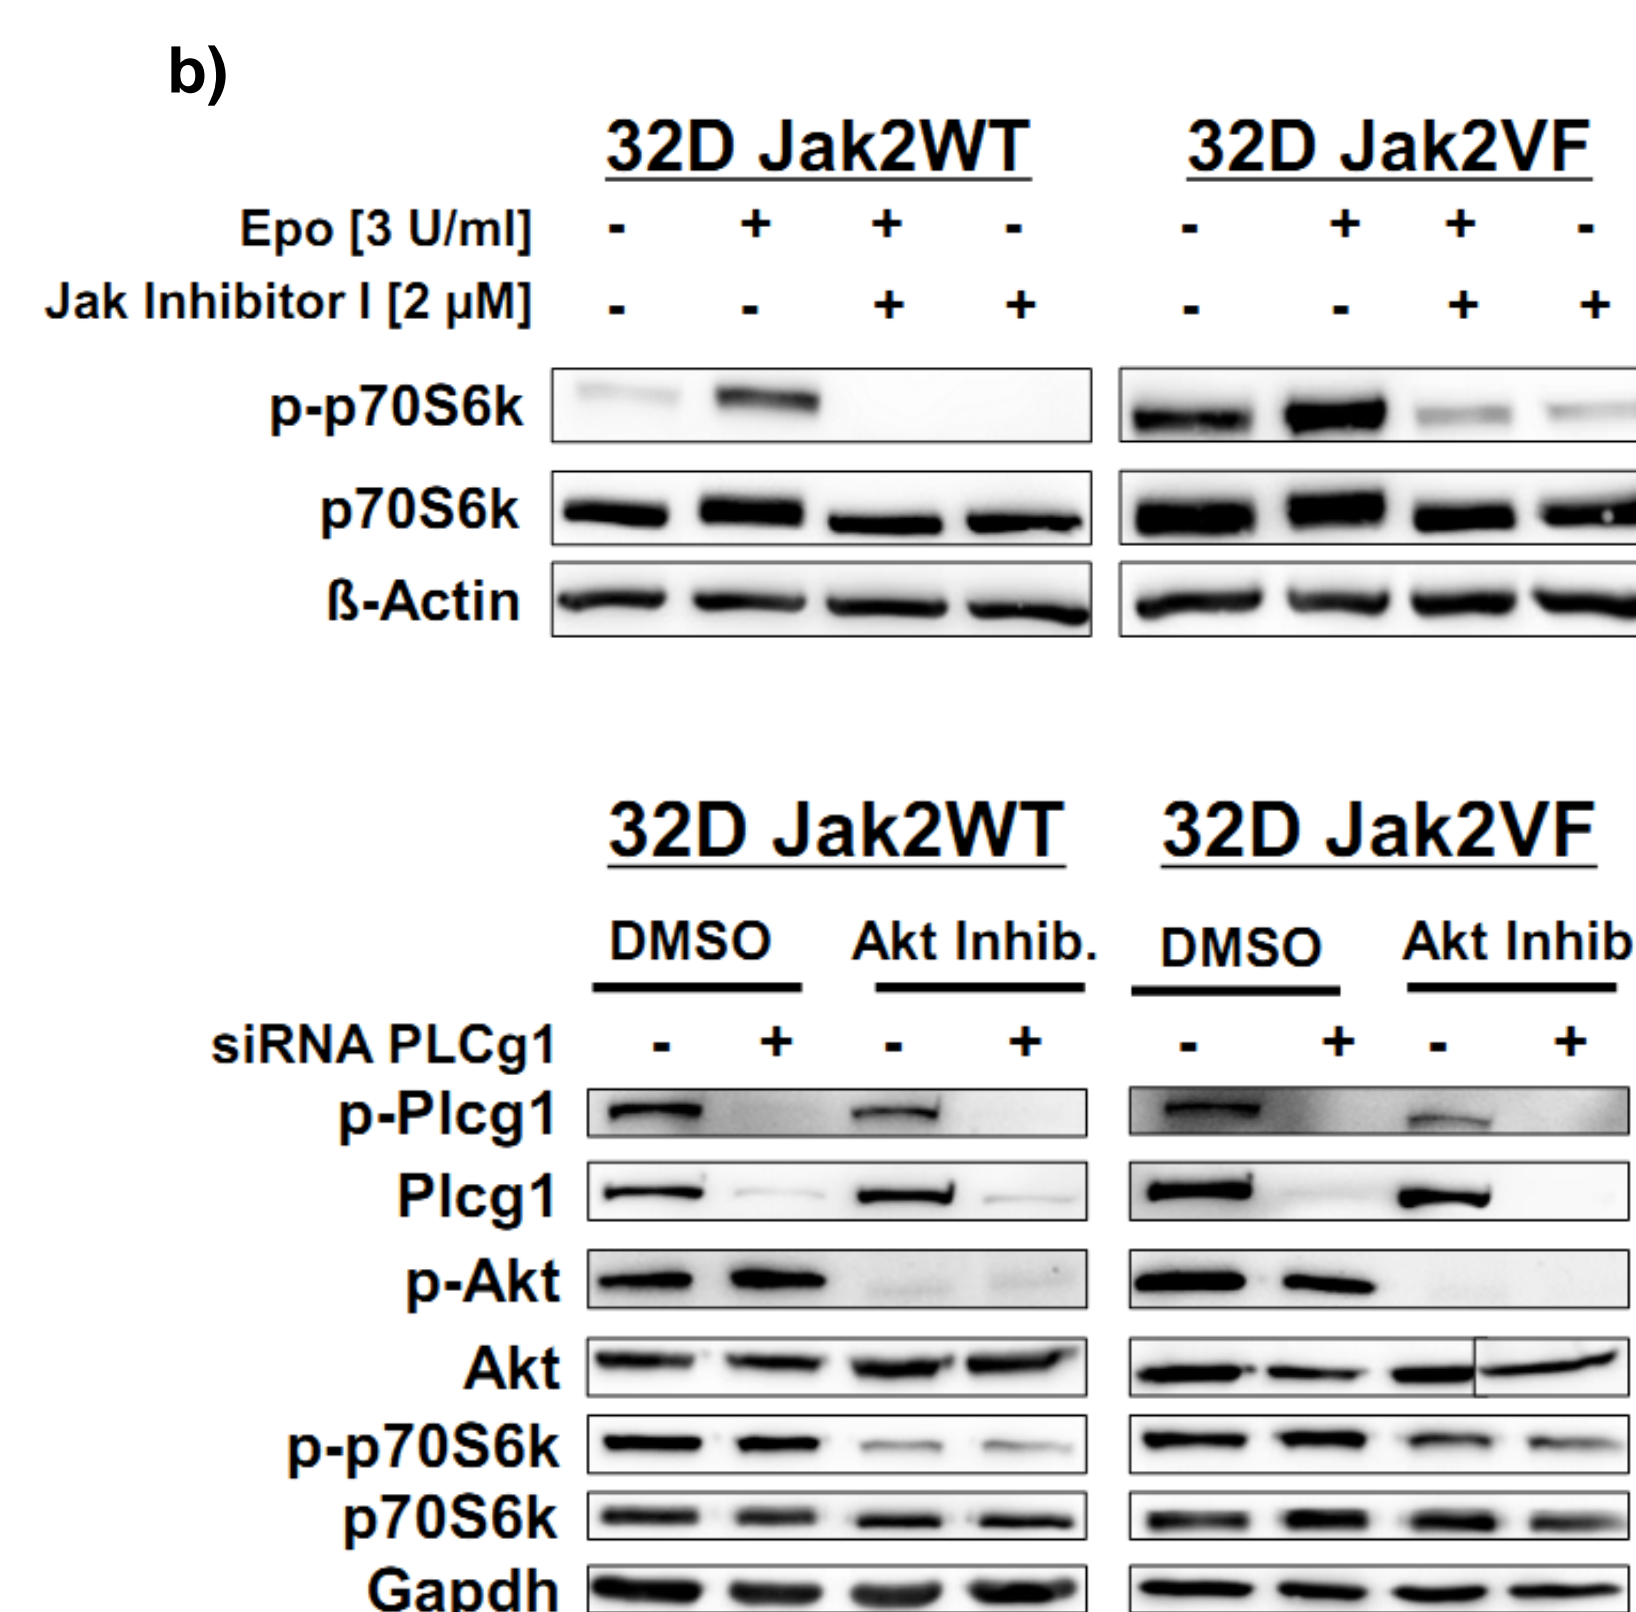 b)
32D Jak2WT 32D Jak2VF
Epo [3 U/ml] - + + - - + + -
Jak Inhibitor I [2 µM] - - + + - - + +
p-p70S6k
p70S6k
ß-Actin
32D Jak2WT 32D Jak2VF
DMSO Akt Inhib. DMSO Akt Inhib
siRNA PLCg1 - + - + - + - +
p-Plcg1
Plcg1
p-Akt
Akt
p-p70S6k
p70S6k
Gapdh